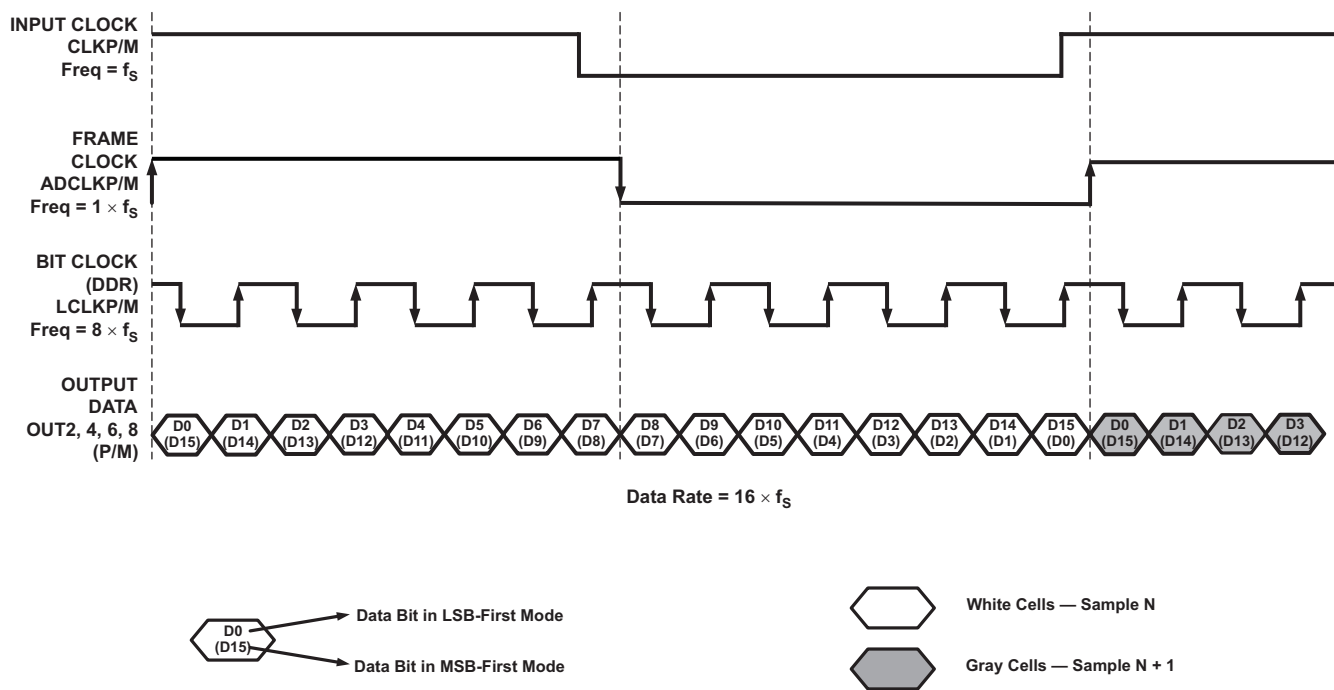 INPUT CLOCK
CLKP/M
Freq = fS
FRAME
CLOCK
ADCLKP/M
Freq = 1 × fS
BIT CLOCK
(DDR)
LCLKP/M
Freq = 8 × fS
OUTPUT
DATA
OUT2, 4, 6, 8
(P/M)
D0 D1 D2 D3 D4 D5 D6 D7 D8 D9 D10 D11 D12 D13 D14 D15 D0 D1 D2 D3
(D15) (D14) (D13) (D12) (D11) (D10) (D9) (D8) (D7) (D6) (D5) (D4) (D3) (D2) (D1) (D0) (D15) (D14) (D13) (D12)
Data Rate = 16 × fS
D0
(D15)
Data Bit in LSB-First Mode
Data Bit in MSB-First Mode
White Cells — Sample N
Gray Cells — Sample N + 1